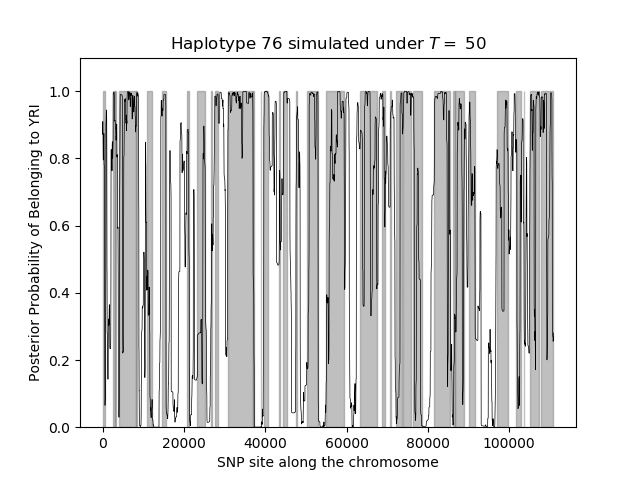 Haplotype 76 simulated under T = 50
Posterior Probability of Belonging to YRI
1.0
0.8
0.6
0.4
0.2
0.0
0 20000 40000 60000 80000 100000
SNP site along the chromosome